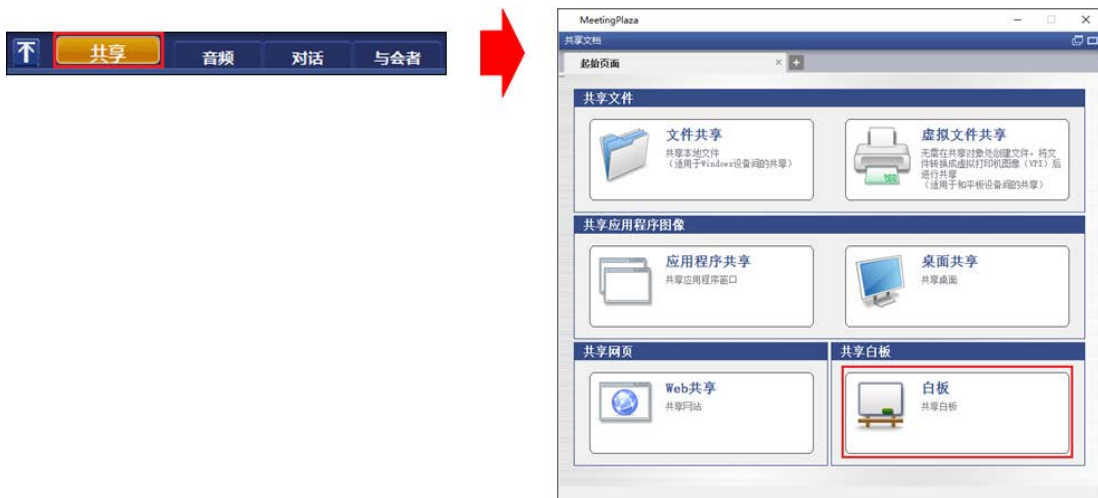 共享
音频
对话
与会者
MeetingPlaza
共享文档
起始页面
共享文件
文件共享
共享本地文件
（适用于Windows设备间的共享）
虚拟文件共享
无需在共享对象处创建文件，将文
件转换成虚拟打印机图像（VPI）后
进行共享
（适用于和平板设备间的共享）
共享应用程序图像
应用程序共享
共享应用程序窗口
桌面共享
共享桌面
共享网页
Web共享
共享网站
共享白板
白板
共享白板